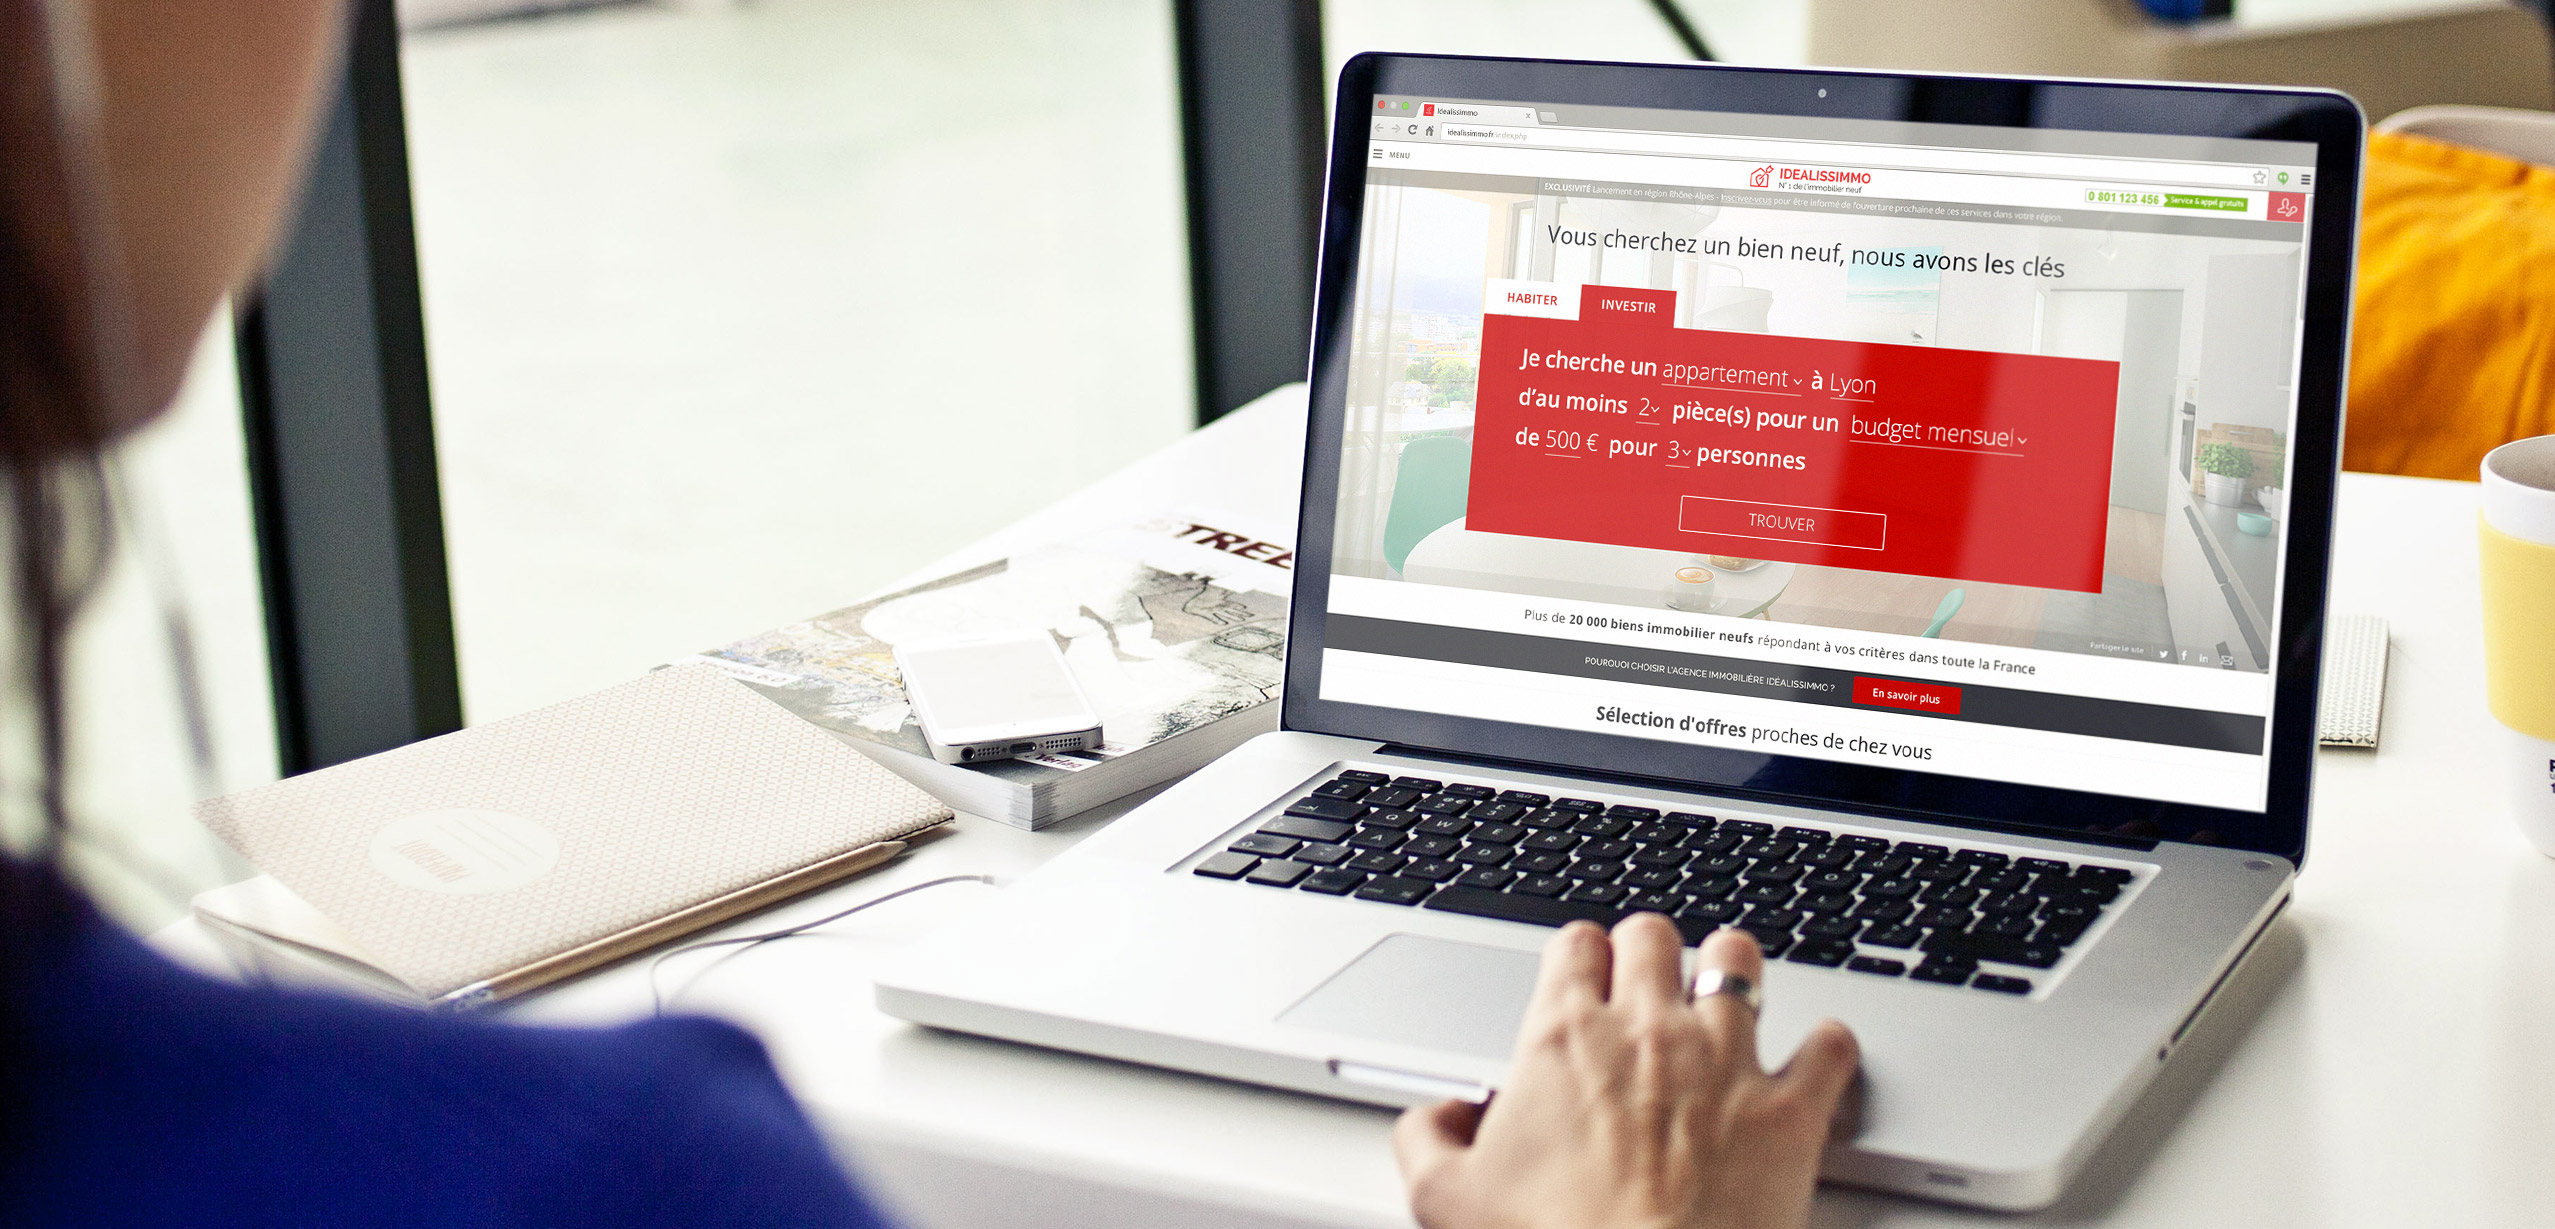 Idealissimmo
idealissimmo.fr/index.php
MENU
IDEALISSIMMO
N°1 de l'immobilier neuf
0 801 123 456 Service & appel gratuits
EXCLUSIVITÉ Lancement en région Rhône-Alpes - Inscrivez-vous pour être informé de l'ouverture prochaine de ces services dans votre région.
Vous cherchez un bien neuf, nous avons les clés
HABITER INVESTIR
Je cherche un appartement à Lyon
d'au moins 2 pièce(s) pour un budget mensuel
de 500 € pour 3 personnes
TROUVER
Plus de 20 000 biens immobilier neufs répondant à vos critères dans toute la France
Partager le site
POURQUOI CHOISIR L'AGENCE IMMOBILIÈRE IDÉALISSIMMO ? En savoir plus
Sélection d'offres proches de chez vous
Verlag